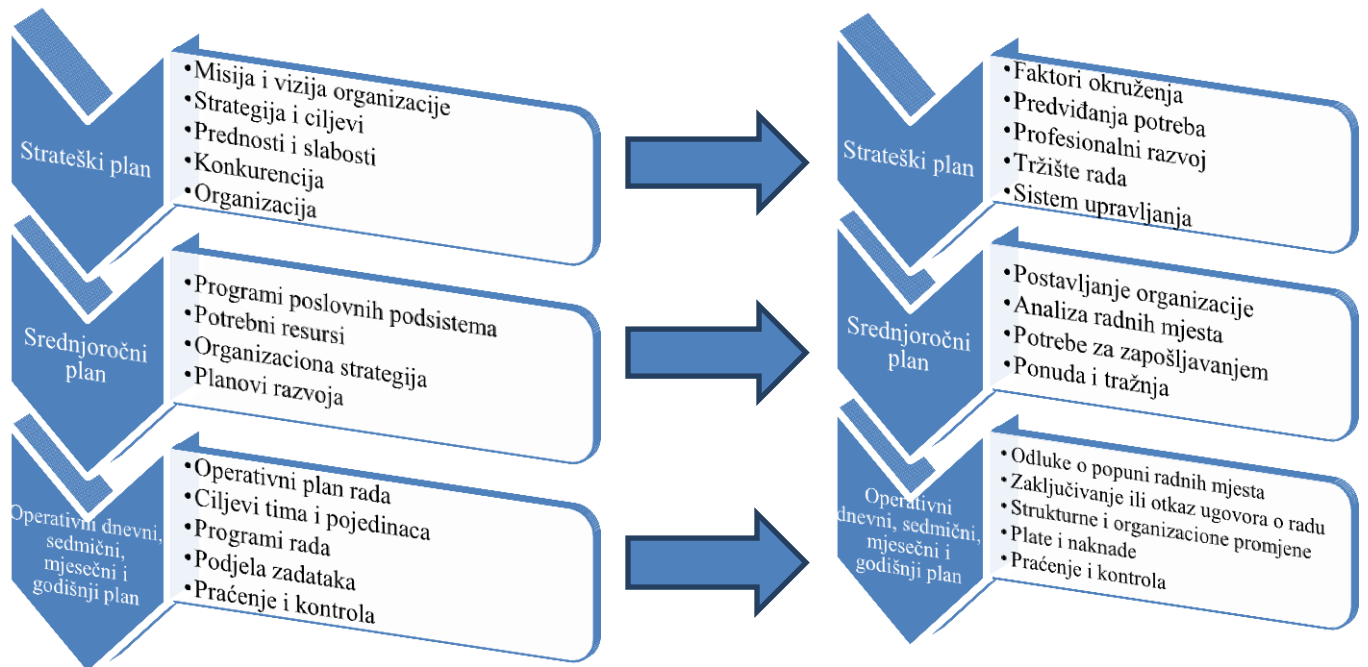 Strateški plan
•Misija i vizija organizacije
•Strategija i ciljevi
•Prednosti i slabosti
•Konkurencija
•Organizacija
Srednjoročni
plan
•Programi poslovnih podsistema
•Potrebni resursi
•Organizaciona strategija
•Planovi razvoja
Operativni dnevni,
sedmični,
mjesečni i
godišnji plan
•Operativni plan rada
•Ciljevi tima i pojedinaca
•Programi rada
•Podjela zadataka
•Praćenje i kontrola
Strateški plan
•Faktori okruženja
•Predviđanja potreba
•Profesionalni razvoj
•Tržište rada
•Sistem upravljanja
Srednjoročni
plan
•Postavljanje organizacije
•Analiza radnih mjesta
•Potrebe za zapošljavanjem
•Ponuda i tražnja
Operativni
dnevni, sedmični,
mjesečni i
godišnji plan
•Odluke o popuni radnih mjesta
•Zaključivanje ili otkaz ugovora o radu
•Strukturne i organizacione promjene
•Plate i naknade
•Praćenje i kontrola